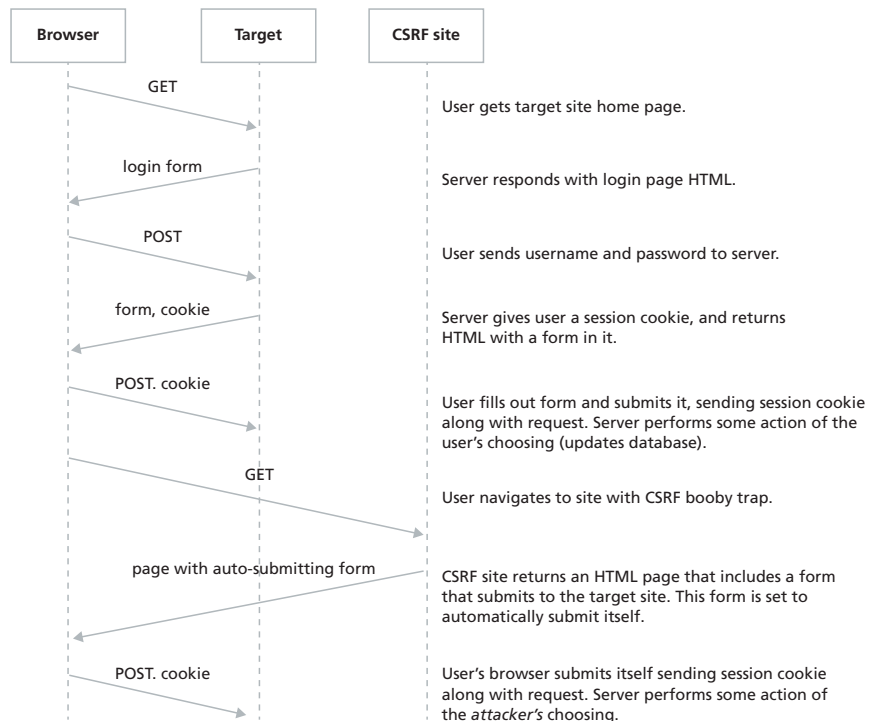 Browser
Target
CSRF site
GET
User gets target site home page.
login form
Server responds with login page HTML.
POST
User sends username and password to server.
form, cookie
Server gives user a session cookie, and returns
HTML with a form in it.
POST. cookie
User fills out form and submits it, sending session cookie
along with request. Server performs some action of the
user’s choosing (updates database).
GET
User navigates to site with CSRF booby trap.
page with auto-submitting form
CSRF site returns an HTML page that includes a form
that submits to the target site. This form is set to
automatically submit itself.
POST. cookie
User’s browser submits itself sending session cookie
along with request. Server performs some action of
the attacker’s choosing.